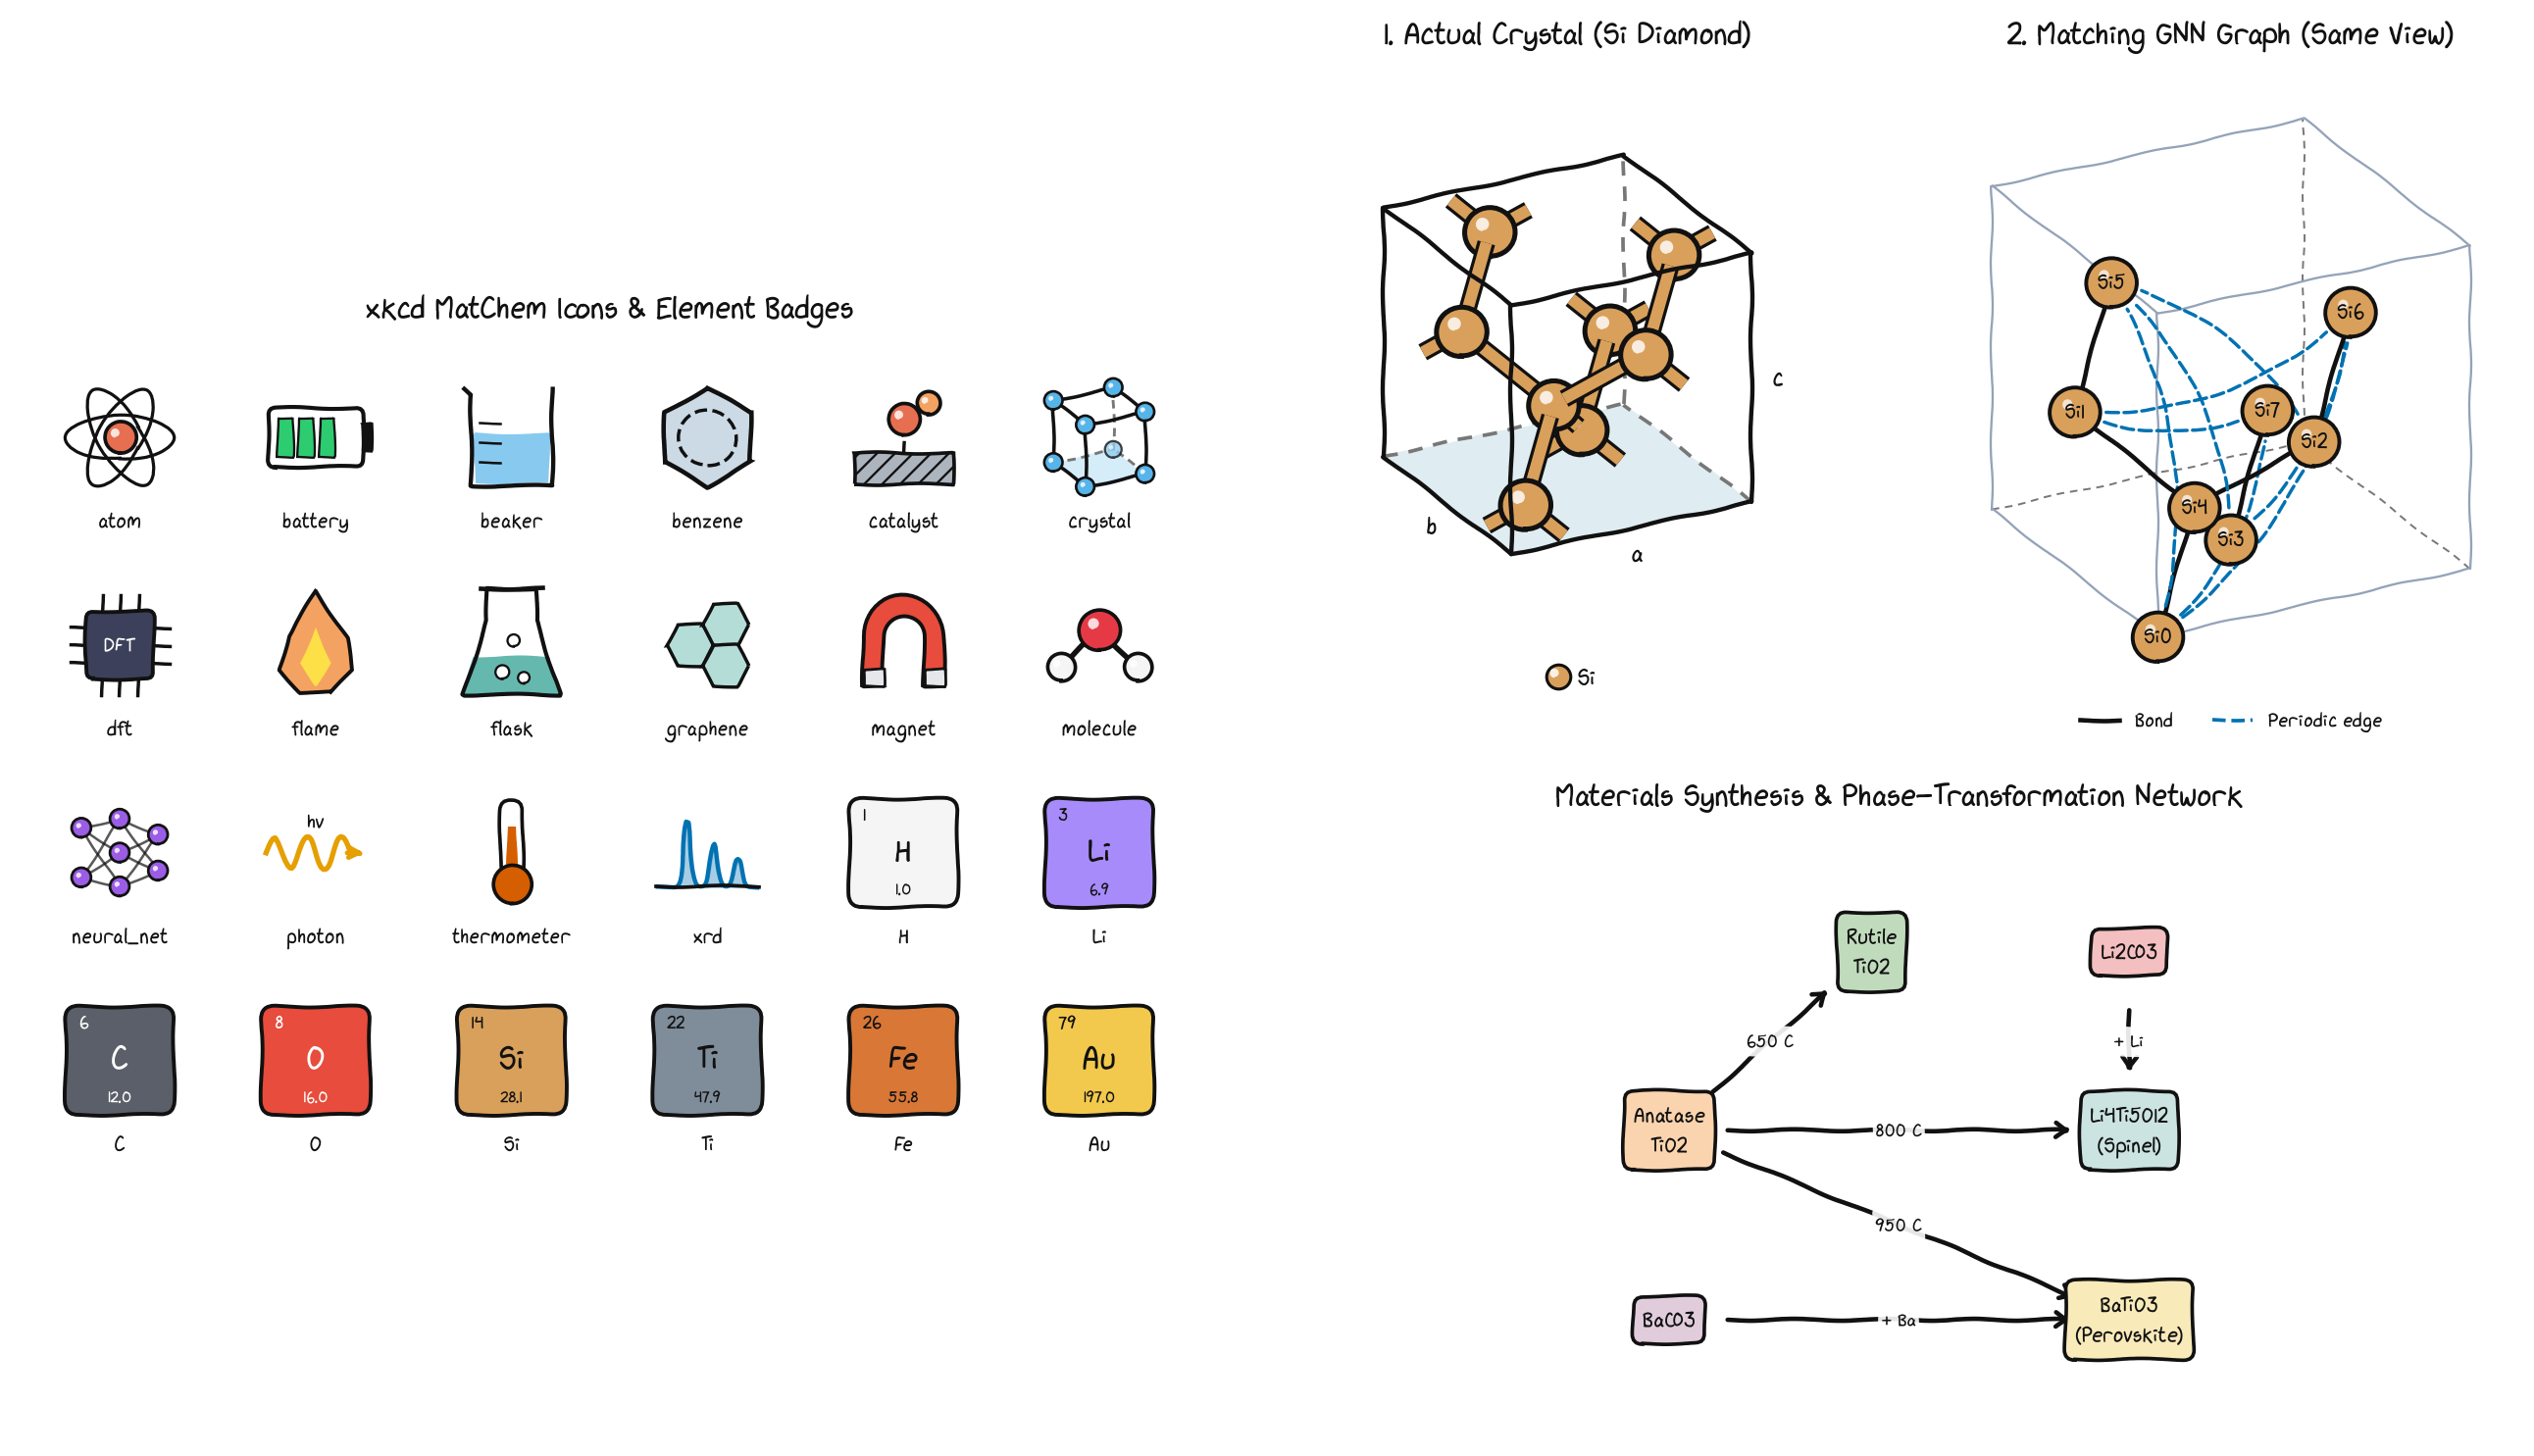 xkcd MatChem Icons & Element Badges
atom
battery
beaker
benzene
catalyst
crystal
DFT
dft
flame
flask
graphene
magnet
molecule
neural_net
hν
photon
thermometer
xrd
1
H
1.0
H
3
Li
6.9
Li
6
C
12.0
C
8
O
16.0
O
14
Si
28.1
Si
22
Ti
47.9
Ti
26
Fe
55.8
Fe
79
Au
197.0
Au
1. Actual Crystal (Si Diamond)
c
b
a
Si
2. Matching GNN Graph (Same View)
Si5
Si6
Si1
Si7
Si2
Si4
Si3
Si0
Bond
Periodic edge
Materials Synthesis & Phase-Transformation Network
Rutile
TiO2
Li2CO3
650 C
+ Li
Anatase
TiO2
800 C
Li4Ti5O12
(Spinel)
950 C
BaCO3
+ Ba
BaTiO3
(Perovskite)